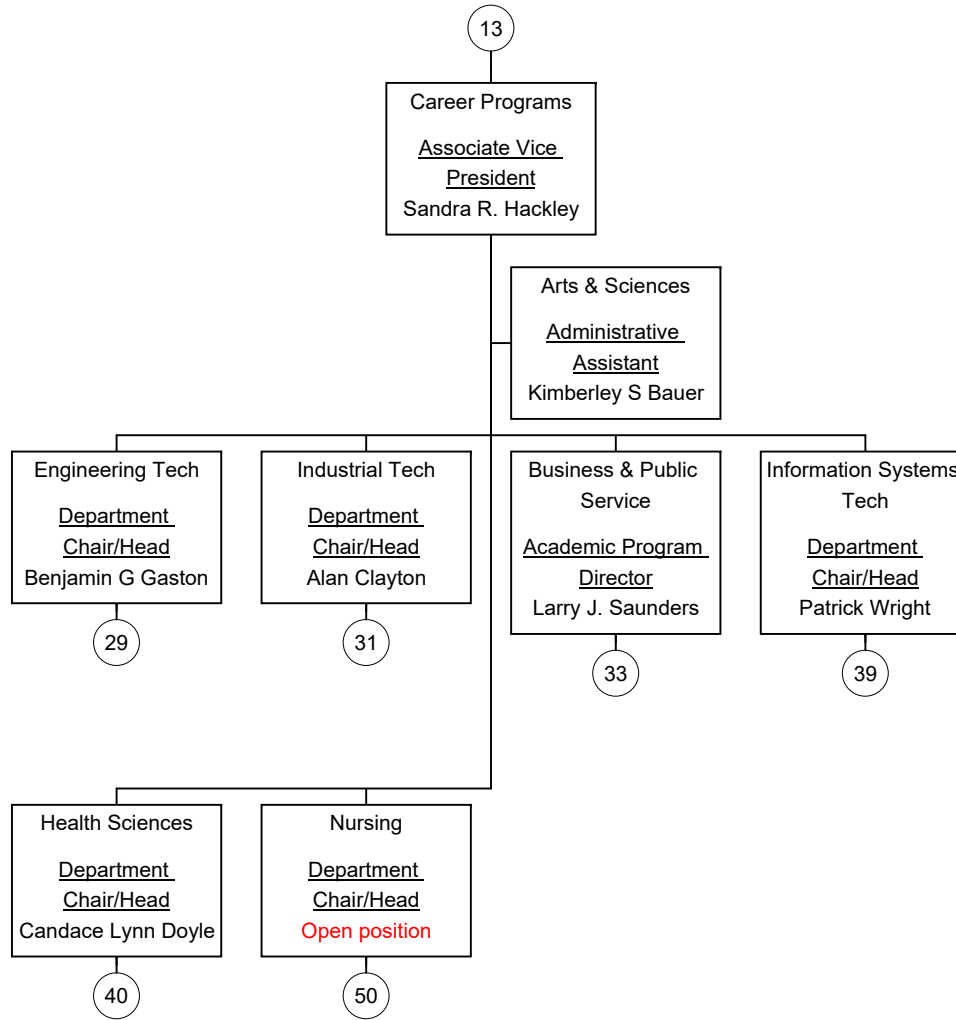 13
Career Programs
Associate Vice
President
Sandra R. Hackley
Arts & Sciences
Administrative
Assistant
Kimberley S Bauer
Engineering Tech
Department
Chair/Head
Benjamin G Gaston
29
Industrial Tech
Department
Chair/Head
Alan Clayton
31
Business & Public
Service
Academic Program
Director
Larry J. Saunders
33
Information Systems
Tech
Department
Chair/Head
Patrick Wright
39
Health Sciences
Department
Chair/Head
Candace Lynn Doyle
40
Nursing
Department
Chair/Head
Open position
50